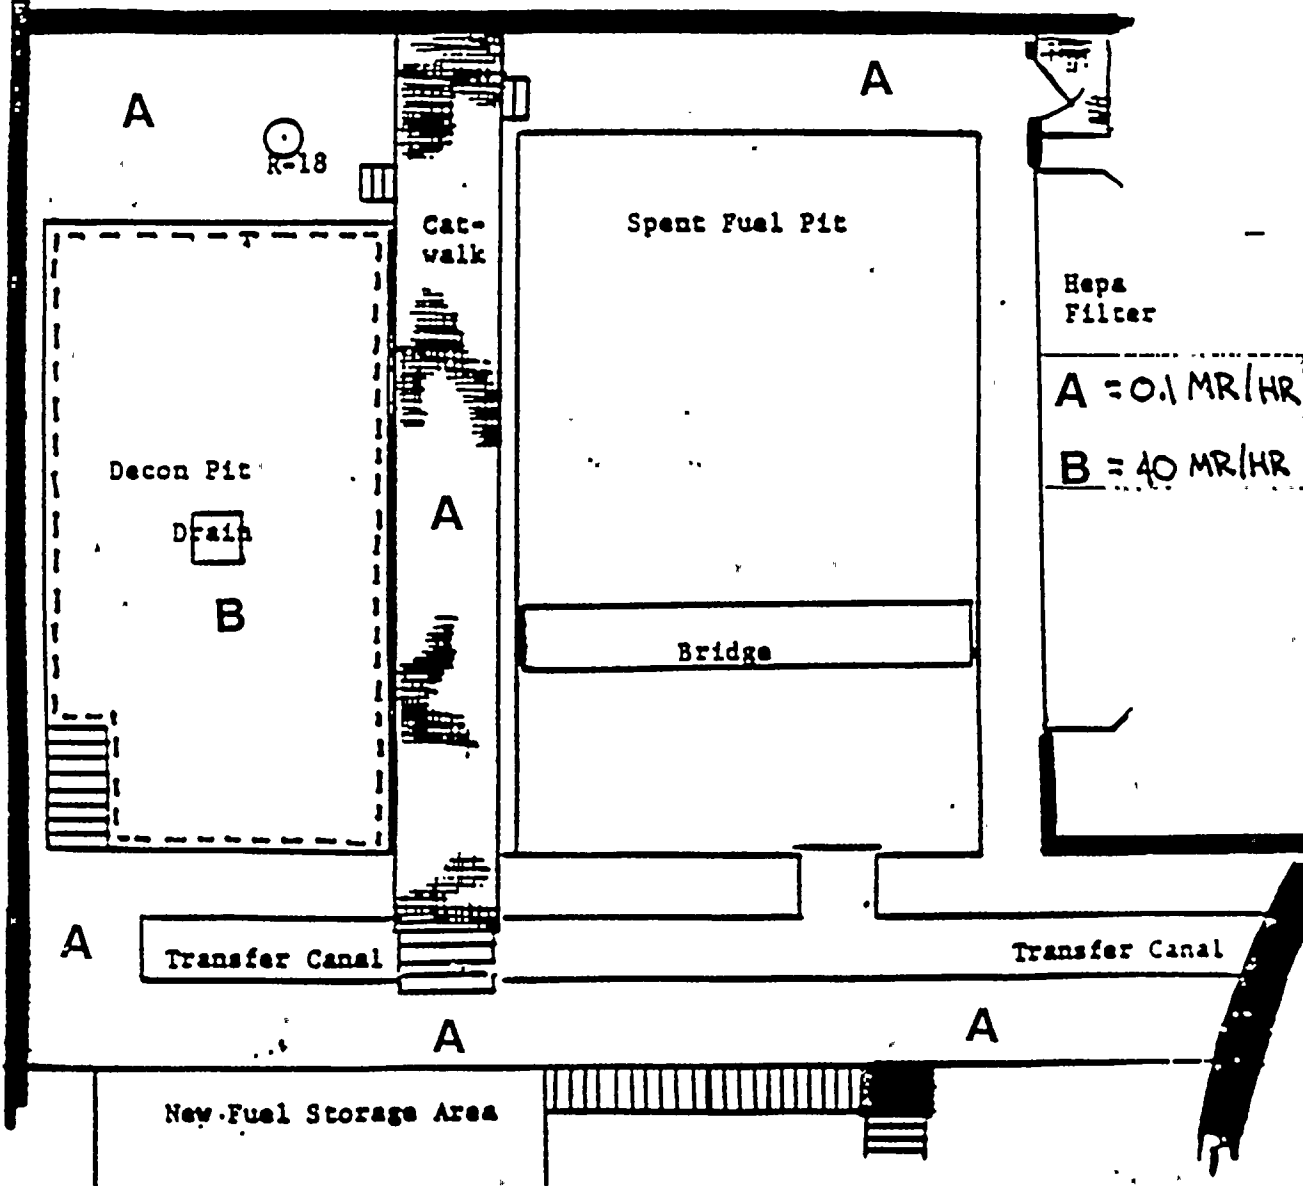 A
A
R-18
Cat-
walk
Spent Fuel Pit
Hepa
Filter
A = 0.1 MR/HR
B = 40 MR/HR
Decon Pit
Drain
A
B
Bridge
A
Transfer Canal
Transfer Canal
A
A
New Fuel Storage Area